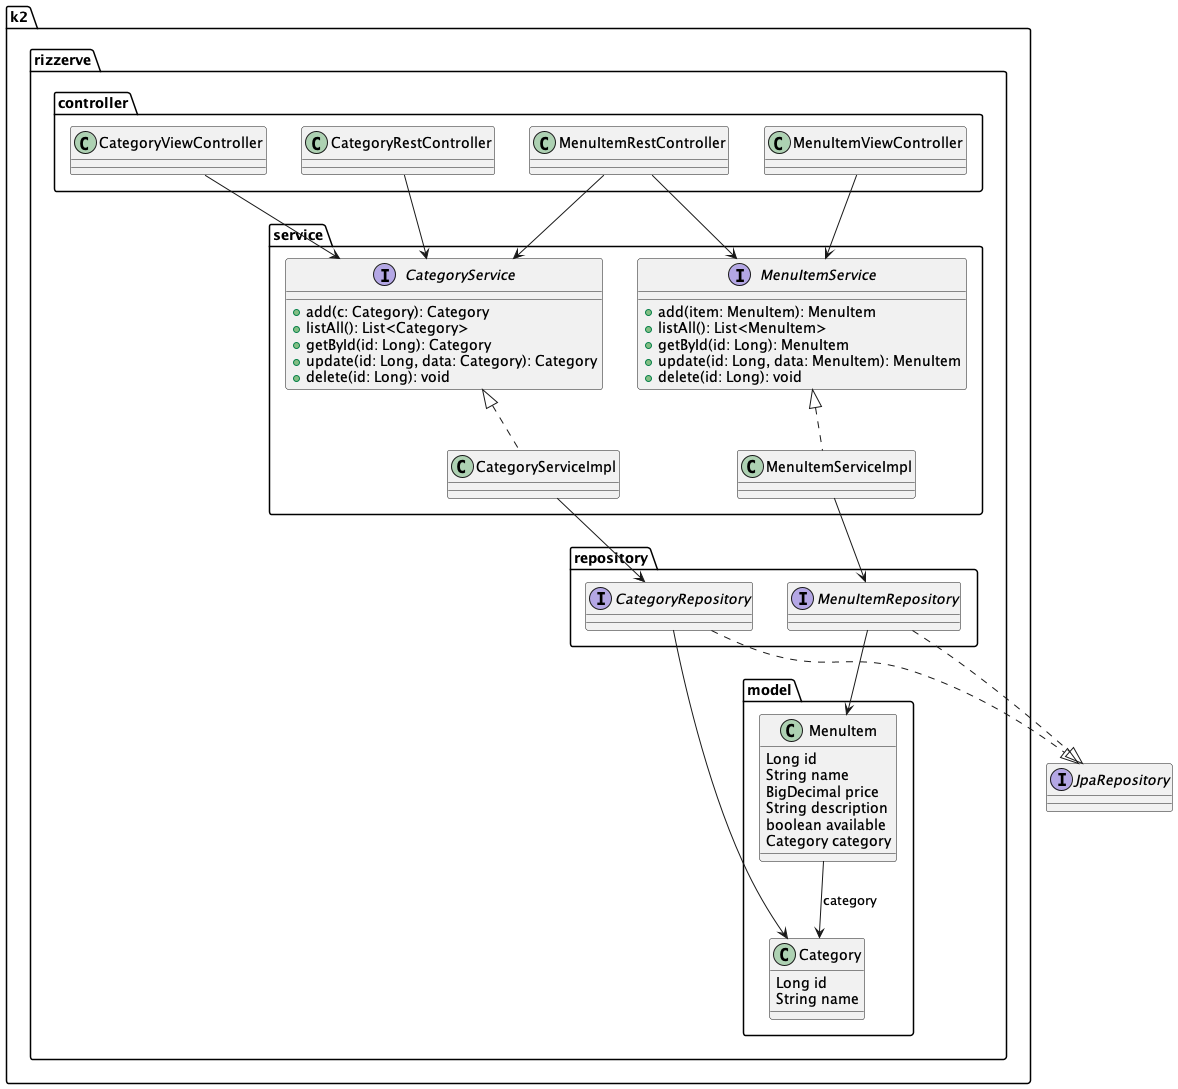 k2
rizzerve
controller
C CategoryViewController
C CategoryRestController
C MenuItemRestController
C MenuItemViewController
service
I CategoryService
+ add(c: Category): Category
+ listAll(): List<Category>
+ getById(id: Long): Category
+ update(id: Long, data: Category): Category
+ delete(id: Long): void
I MenuItemService
+ add(item: MenuItem): MenuItem
+ listAll(): List<MenuItem>
+ getById(id: Long): MenuItem
+ update(id: Long, data: MenuItem): MenuItem
+ delete(id: Long): void
C CategoryServiceImpl
C MenuItemServiceImpl
repository
I CategoryRepository
I MenuItemRepository
model
C MenuItem
Long id
String name
BigDecimal price
String description
boolean available
Category category
I JpaRepository
category
C Category
Long id
String name